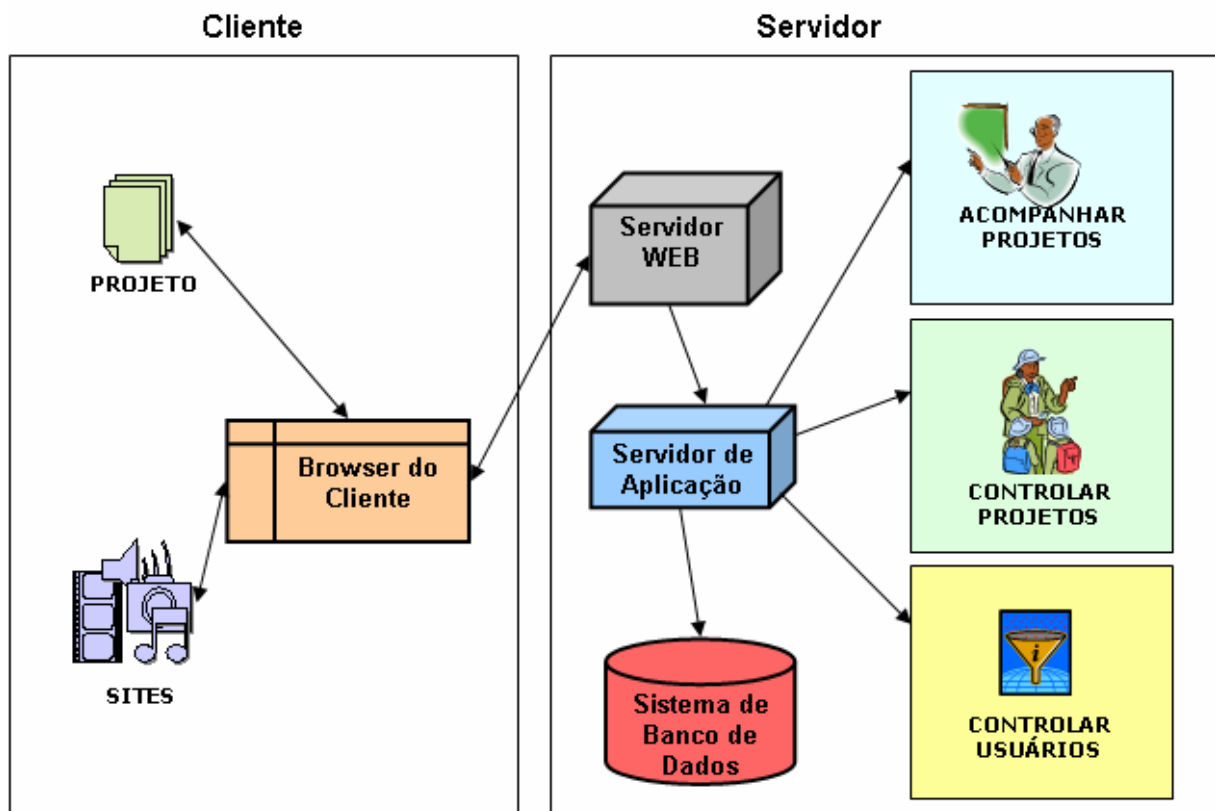 Cliente
Servidor
PROJETO
Browser do
Cliente
SITES
Servidor
WEB
Servidor de
Aplicação
Sistema de
Banco de
Dados
ACOMPANHAR
PROJETOS
CONTROLAR
PROJETOS
i
CONTROLAR
USUÁRIOS